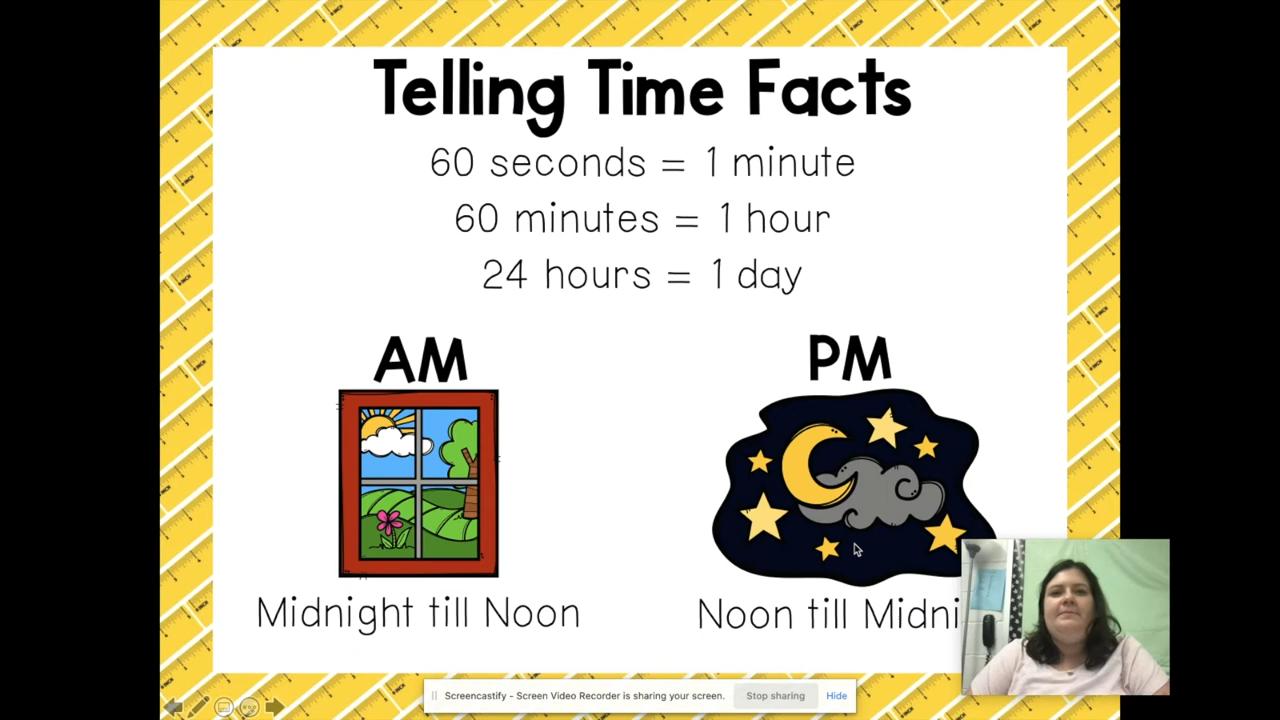 Telling Time Facts
60 seconds = 1 minute
60 minutes = 1 hour
24 hours = 1 day
AM
PM
Midnight till Noon
Noon till Midni
Screencastify - Screen Video Recorder is sharing your screen.
Stop sharing
Hide